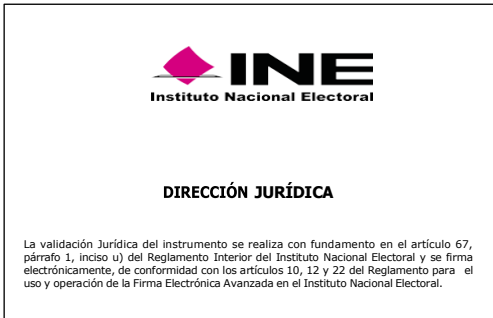 INE
Instituto Nacional Electoral
DIRECCIÓN JURÍDICA
La validación Jurídica del instrumento se realiza con fundamento en el artículo 67,
párrafo 1, inciso u) del Reglamento Interior del Instituto Nacional Electoral y se firma
electrónicamente, de conformidad con los artículos 10, 12 y 22 del Reglamento para el
uso y operación de la Firma Electrónica Avanzada en el Instituto Nacional Electoral.